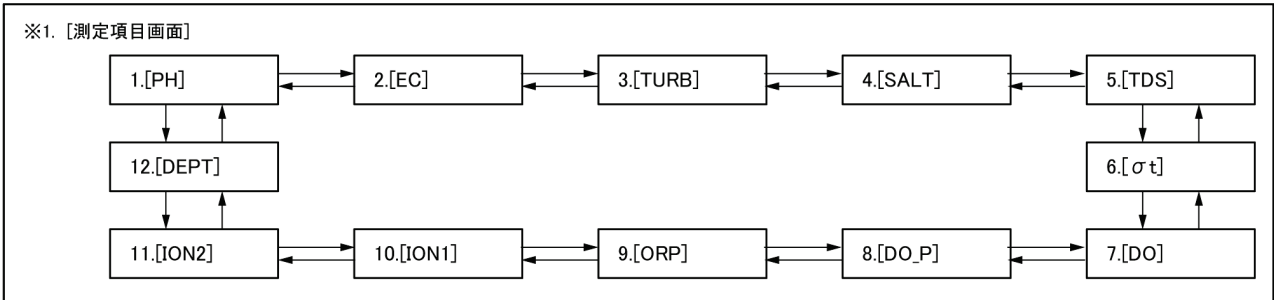 ※1. [測定項目画面]
1.[PH]
2.[EC]
3.[TURB]
4.[SALT]
5.[TDS]
12.[DEPT]
6.[σt]
11.[ION2]
10.[ION1]
9.[ORP]
8.[DO_P]
7.[DO]